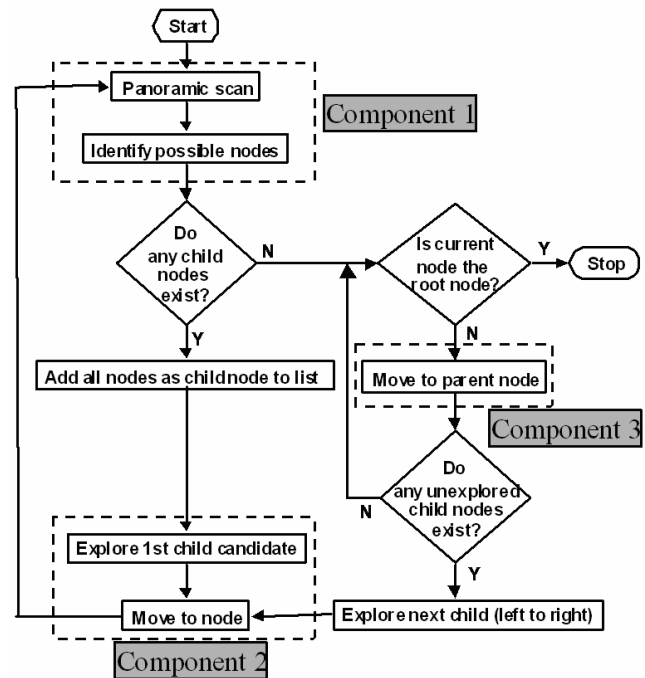 Start
Panoramic scan
Component 1
Identify possible nodes
Do
any child
nodes
exist?
N
Y
Is current
node the
root node?
Y
Stop
N
Add all nodes as childnode to list
Move to parent node
Component 3
Do
any unexplored
child nodes
exist?
N
Y
Explore 1st child candidate
Move to node
Explore next child (left to right)
Component 2